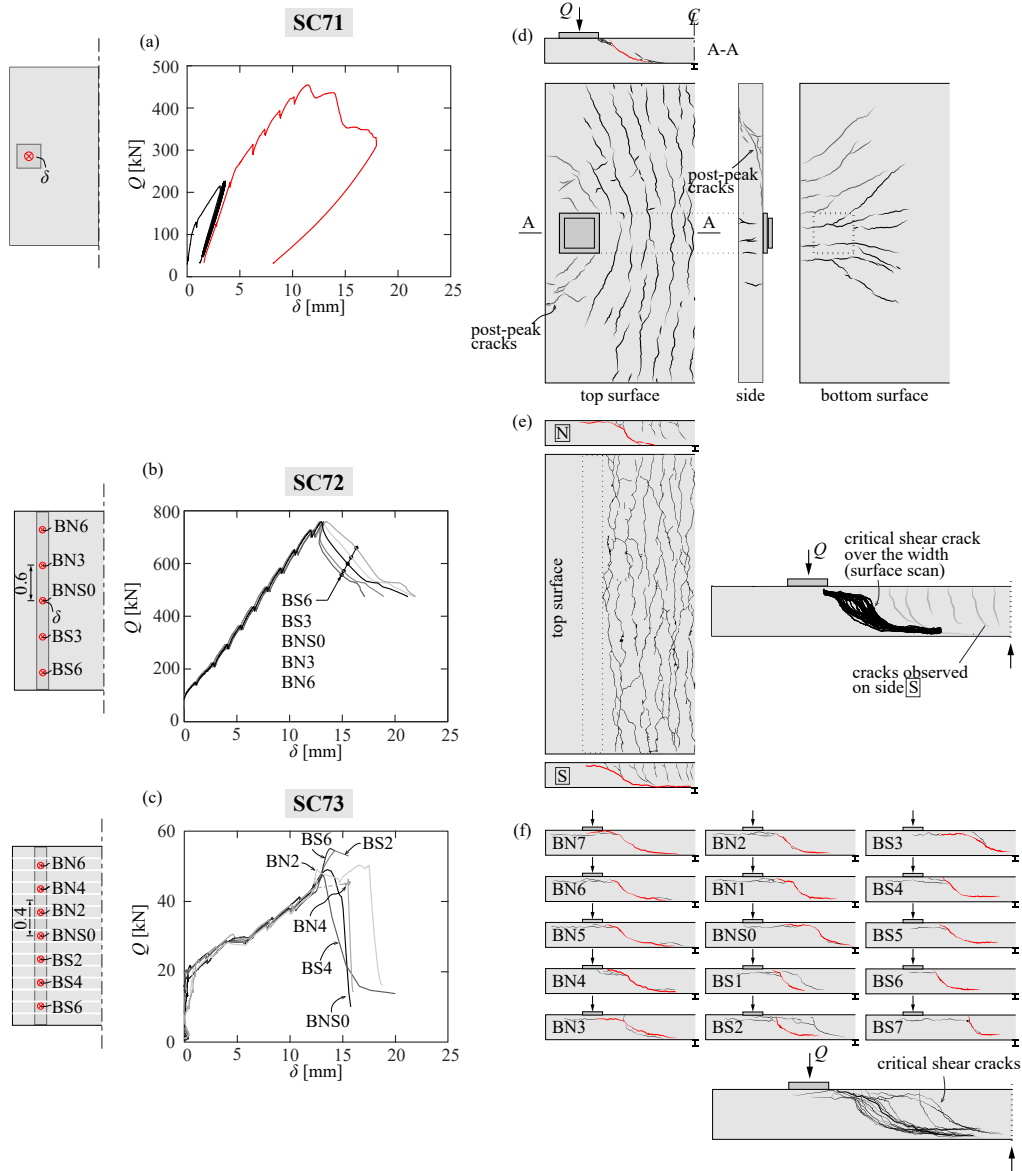 SC71
(a)
δ
Q [kN]
500
400
300
200
100
0
0
5
10
15
20
25
δ [mm]
(d)
Q
℄
A-A
A
A
post-peak
cracks
post-peak
cracks
top surface
side
bottom surface
(b)
SC72
BN6
BN3
0.6
BNS0
δ
BS3
BS6
Q [kN]
800
600
400
200
0
BS6
BS3
BNS0
BN3
BN6
0
5
10
15
20
25
δ [mm]
(e)
N
top surface
S
Q
critical shear crack
over the width
(surface scan)
cracks observed
on side S
(c)
SC73
BN6
BN4
0.4
BN2
BNS0
BS2
BS4
BS6
Q [kN]
60
40
20
0
BS6
BS2
BN2
BN4
BS4
BNS0
0
5
10
15
20
25
δ [mm]
(f)
BN7
BN2
BS3
BN6
BN1
BS4
BN5
BNS0
BS5
BN4
BS1
BS6
BN3
BS2
BS7
Q
critical shear cracks